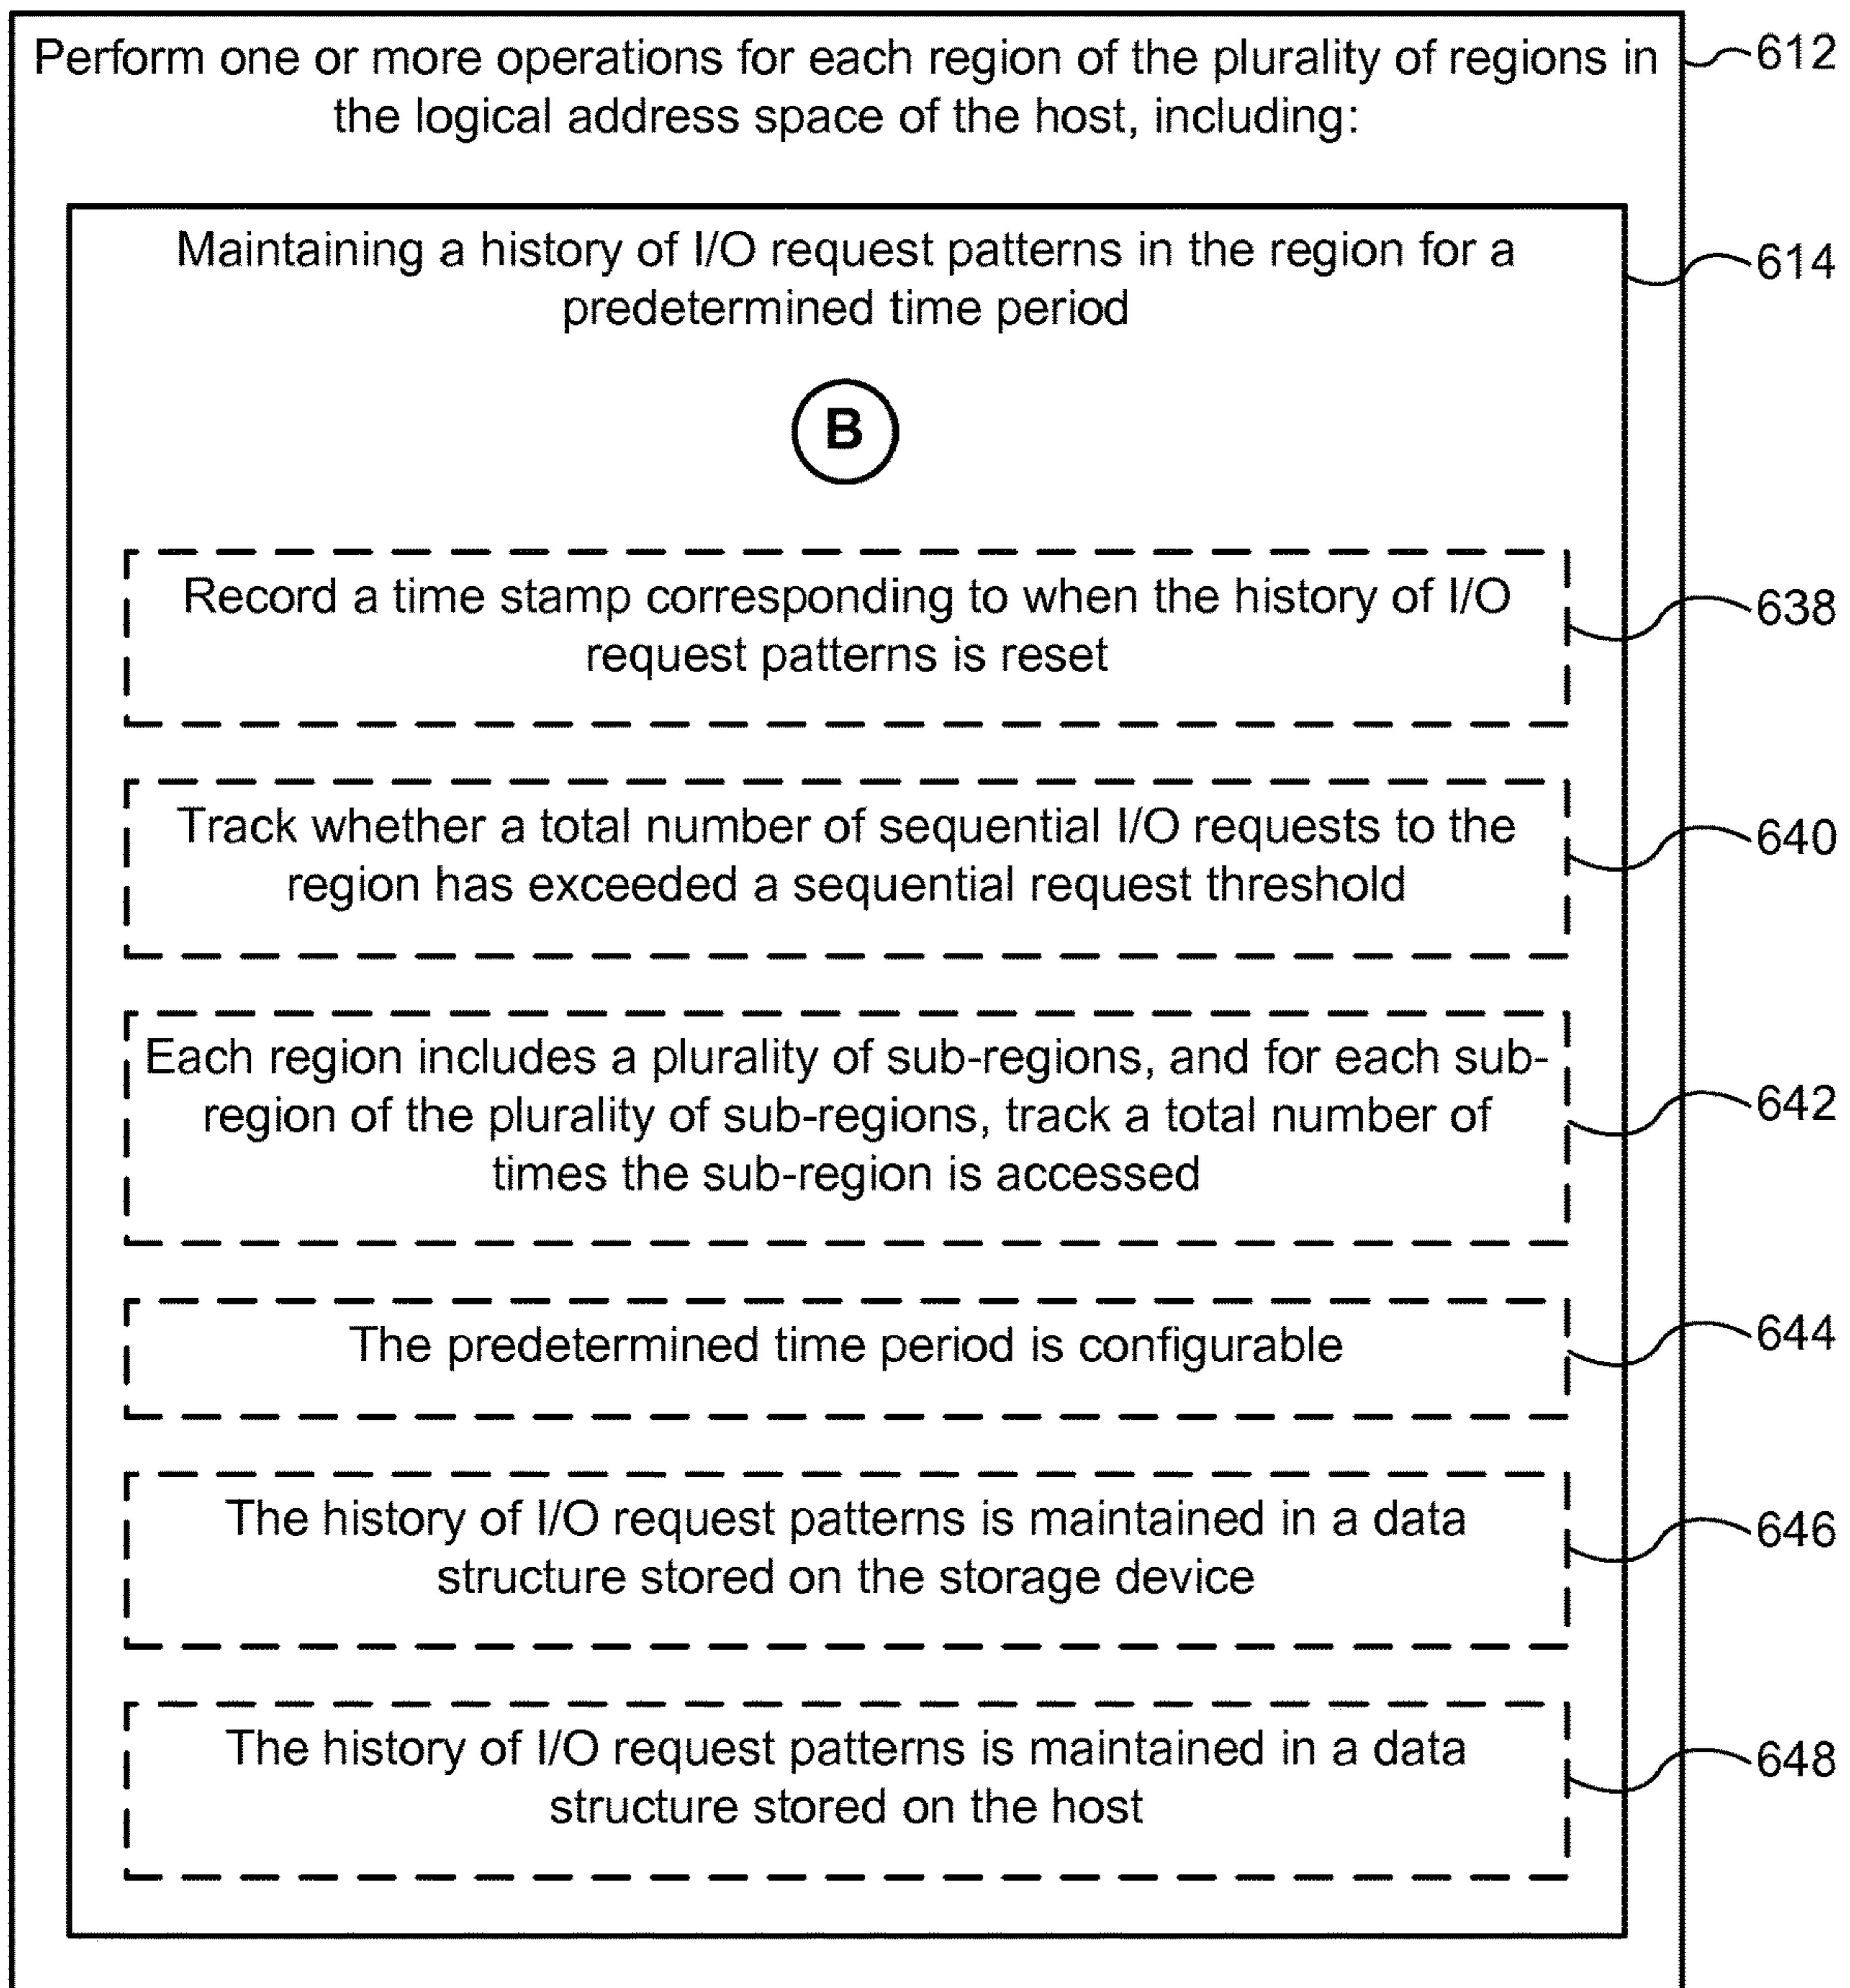 Perform one or more operations for each region of the plurality of regions in
the logical address space of the host, including:
612
Maintaining a history of I/O request patterns in the region for a
predetermined time period
614
B
Record a time stamp corresponding to when the history of I/O
request patterns is reset
638
Track whether a total number of sequential I/O requests to the
region has exceeded a sequential request threshold
640
Each region includes a plurality of sub-regions, and for each sub-
region of the plurality of sub-regions, track a total number of
times the sub-region is accessed
642
The predetermined time period is configurable
644
The history of I/O request patterns is maintained in a data
structure stored on the storage device
646
The history of I/O request patterns is maintained in a data
structure stored on the host
648